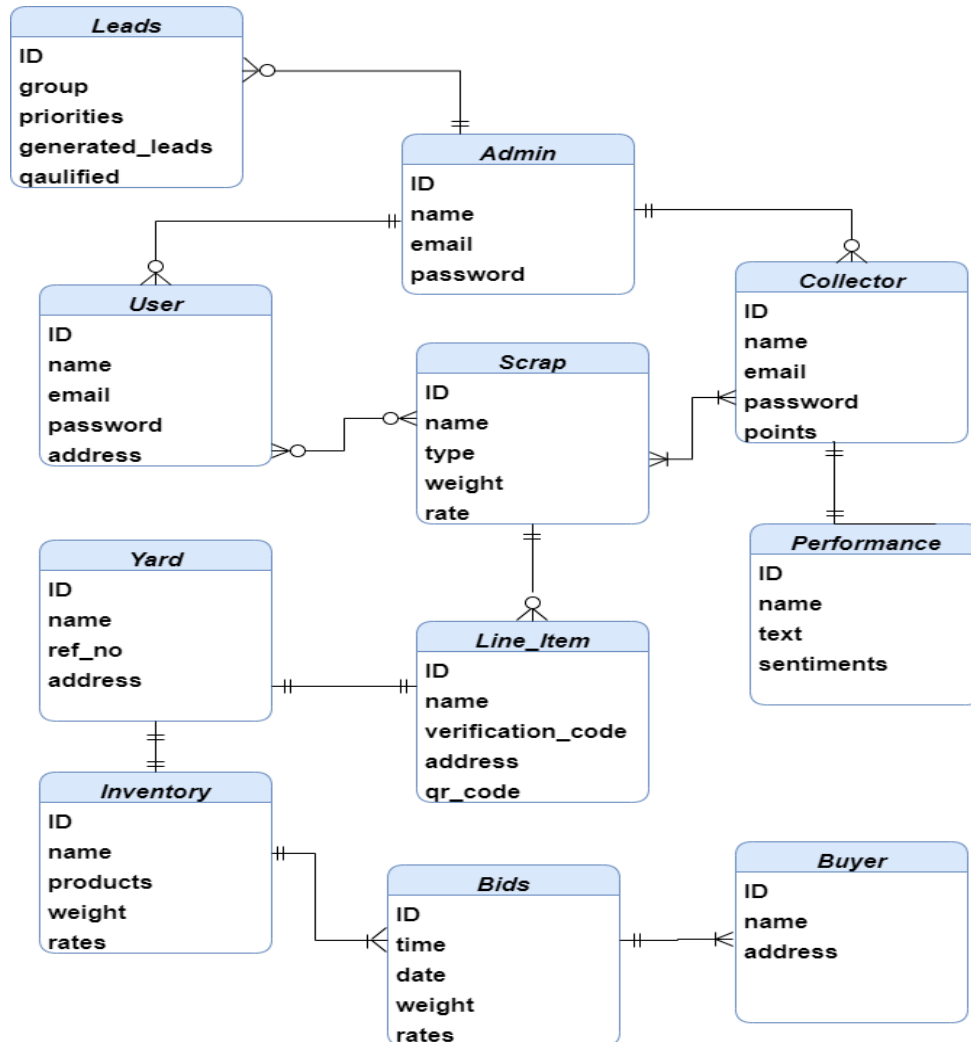 Leads
ID
group
priorities
generated_leads
qaulified
Admin
ID
name
email
password
User
ID
name
email
password
address
Scrap
ID
name
type
weight
rate
Collector
ID
name
email
password
points
Yard
ID
name
ref_no
address
Line_Item
ID
name
verification_code
address
qr_code
Performance
ID
name
text
sentiments
Inventory
ID
name
products
weight
rates
Bids
ID
time
date
weight
rates
Buyer
ID
name
address